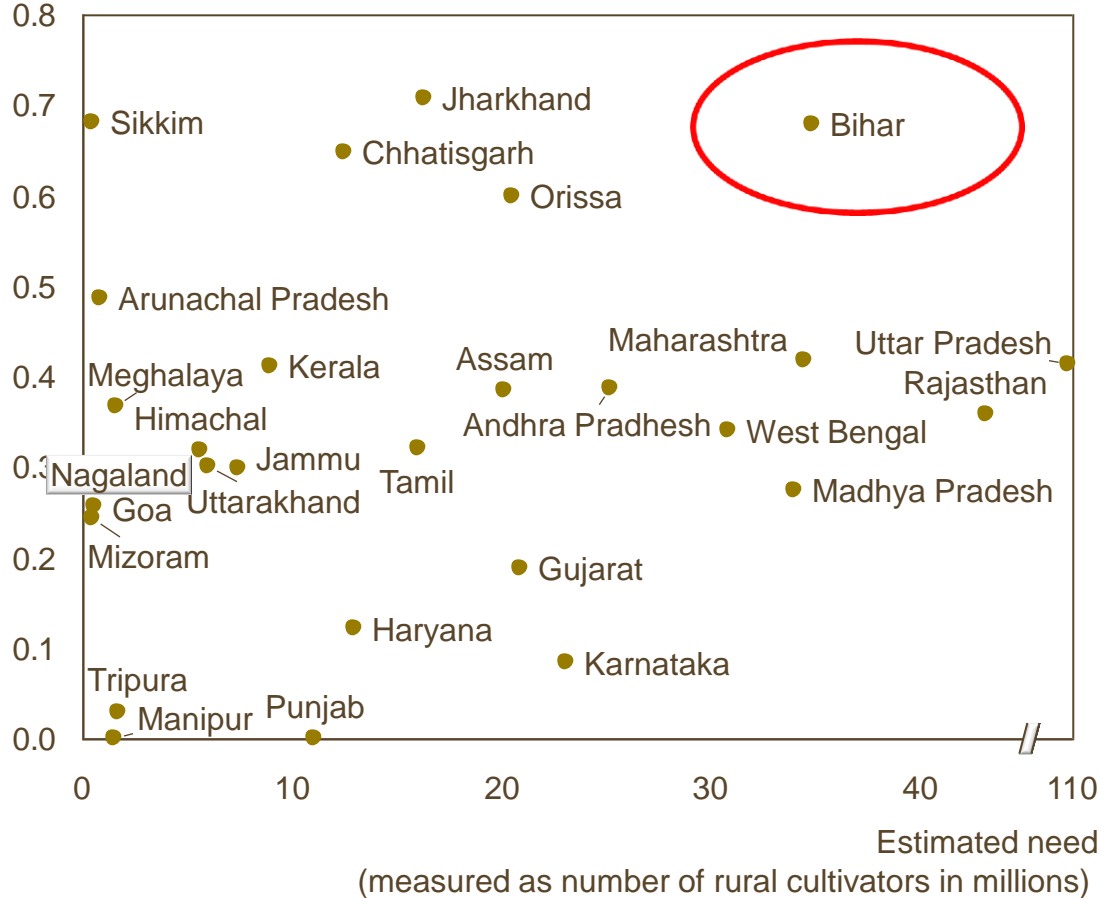 0.8
0.7
0.6
0.5
0.4
0.3
0.2
0.1
0.0
Jharkhand
Sikkim
Bihar
Chhatisgarh
Orissa
Arunachal Pradesh
Maharashtra
Uttar Pradesh
Assam
Kerala
Meghalaya
Rajasthan
Himachal
Andhra Pradhesh
West Bengal
Jammu
Nagaland
Tamil
Uttarakhand
Madhya Pradesh
Goa
Mizoram
Gujarat
Haryana
Karnataka
Tripura
Punjab
Manipur
0 10 20 30 40 110
Estimated need
(measured as number of rural cultivators in millions)